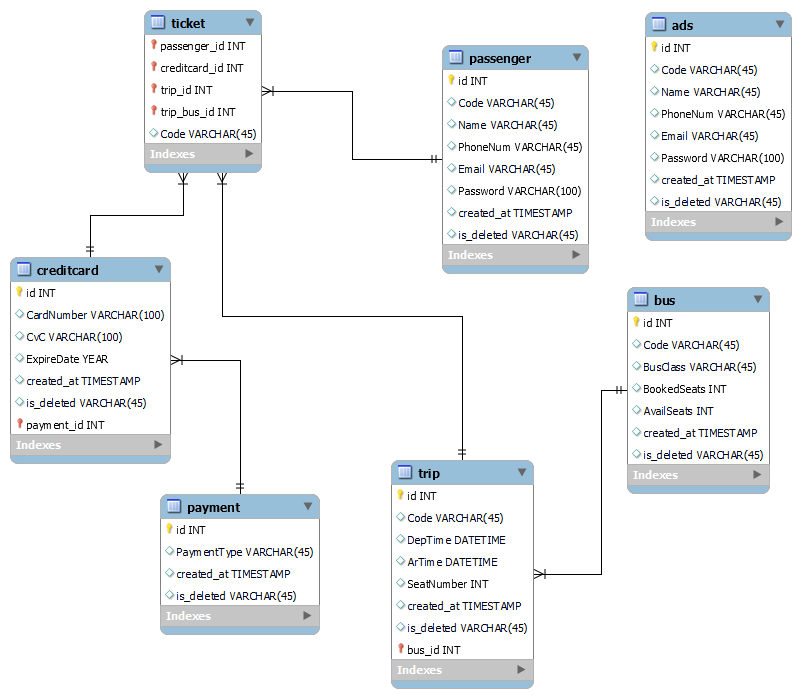 ticket
passenger_id INT
creditcard_id INT
trip_id INT
trip_bus_id INT
Code VARCHAR(45)
Indexes
passenger
id INT
Code VARCHAR(45)
Name VARCHAR(45)
PhoneNum VARCHAR(45)
Email VARCHAR(45)
Password VARCHAR(100)
created_at TIMESTAMP
is_deleted VARCHAR(45)
Indexes
ads
id INT
Code VARCHAR(45)
Name VARCHAR(45)
PhoneNum VARCHAR(45)
Email VARCHAR(45)
Password VARCHAR(100)
created_at TIMESTAMP
is_deleted VARCHAR(45)
Indexes
creditcard
id INT
CardNumber VARCHAR(100)
CvC VARCHAR(100)
ExpireDate YEAR
created_at TIMESTAMP
is_deleted VARCHAR(45)
payment_id INT
Indexes
bus
id INT
Code VARCHAR(45)
BusClass VARCHAR(45)
BookedSeats INT
AvailSeats INT
created_at TIMESTAMP
is_deleted VARCHAR(45)
Indexes
payment
id INT
PaymentType VARCHAR(45)
created_at TIMESTAMP
is_deleted VARCHAR(45)
Indexes
trip
id INT
Code VARCHAR(45)
DepTime DATETIME
ArTime DATETIME
SeatNumber INT
created_at TIMESTAMP
is_deleted VARCHAR(45)
bus_id INT
Indexes